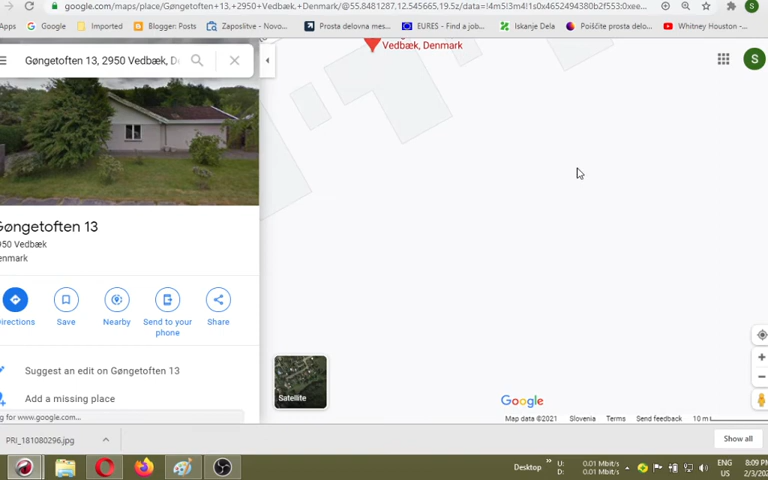 google.com/maps/place/Gøngetoften+13,+2950+Vedbæk,+Denmark/@55.8481287,12.545665,19.5z/data=!4m5!3m4!1s0x4652494380b2f553:0xee...
Apps Google Imported Blogger: Posts Zaposlitve - Novo... Prosta delovna me... EURES - Find a job... Iskanje Dela Poiščite prosta delo... Whitney Houston -...
Gøngetoften 13, 2950 Vedbæk, D
Vedbæk, Denmark
S
Gøngetoften 13
950 Vedbæk
enmark
Directions
Save
Nearby
Send to your
phone
Share
Suggest an edit on Gøngetoften 13
Add a missing place
g for www.google.com...
Satellite
Google
Map data ©2021 Slovenia Terms Send feedback 10 m
PRI_181080296.jpg
Show all
Desktop
U: 0.01 Mbit/s
D: 0.01 Mbit/s
ENG
US
8:09
2/3/202